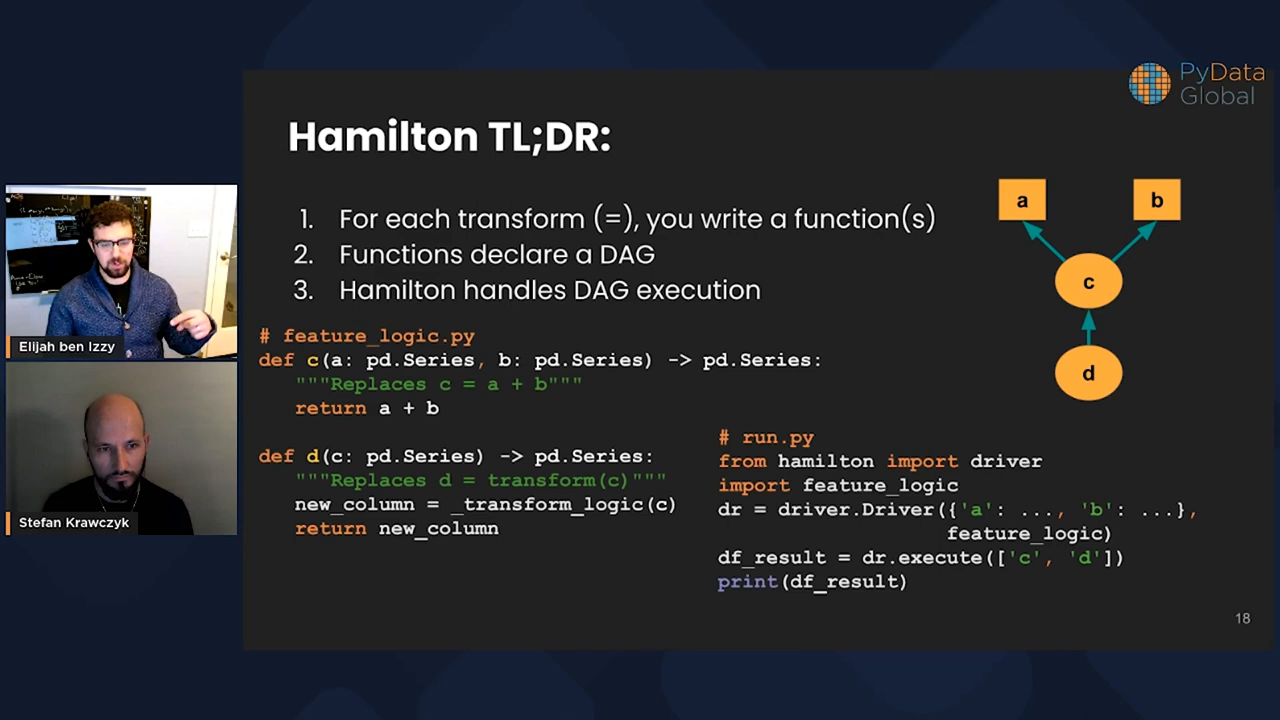 PyData
Global
Hamilton TL;DR:
1. For each transform (=), you write a function(s)
2. Functions declare a DAG
3. Hamilton handles DAG execution
a
b
c
d
# feature_logic.py
def c(a: pd.Series, b: pd.Series) -> pd.Series:
"""Replaces c = a + b"""
return a + b
def d(c: pd.Series) -> pd.Series:
"""Replaces d = transform(c)"""
new_column = _transform_logic(c)
return new_column
# run.py
from hamilton import driver
import feature_logic
dr = driver.Driver({'a': ..., 'b': ...},
feature_logic)
df_result = dr.execute(['c', 'd'])
print(df_result)
18
Elijah ben Izzy
Stefan Krawczyk